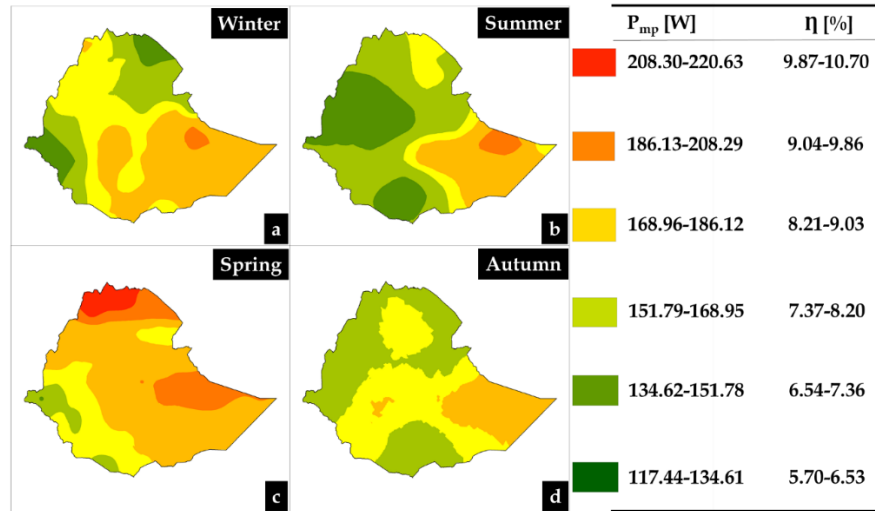 Winter
a
Summer
b
Spring
c
Autumn
d
Pmp [W] η [%]
208.30-220.63 9.87-10.70
186.13-208.29 9.04-9.86
168.96-186.12 8.21-9.03
151.79-168.95 7.37-8.20
134.62-151.78 6.54-7.36
117.44-134.61 5.70-6.53